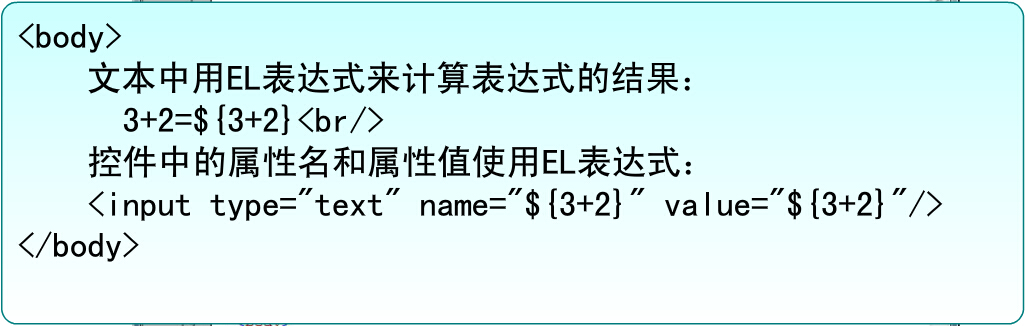 <body>
文本中用EL表达式来计算表达式的结果：
3+2=${3+2}<br/>
控件中的属性名和属性值使用EL表达式：
<input type="text" name="${3+2}" value="${3+2}"/>
</body>